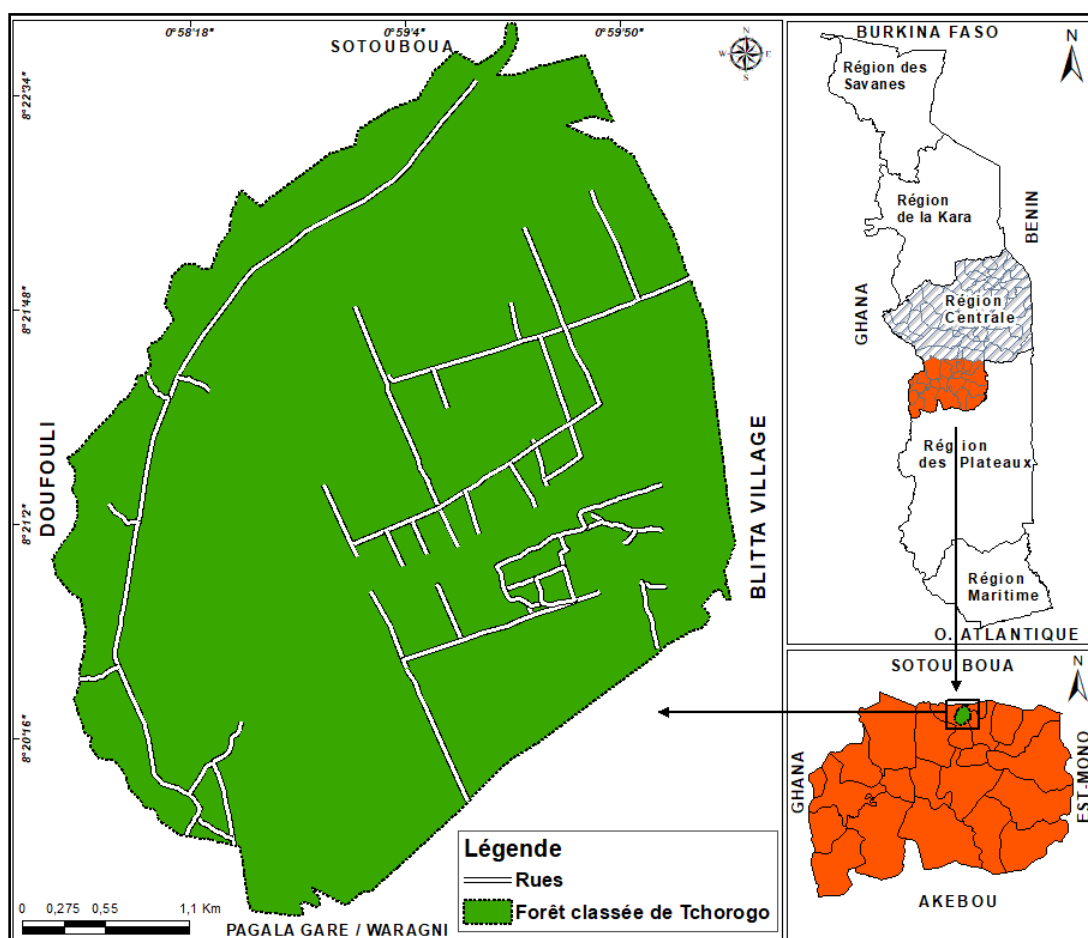 0°58'18"
0°59'4"
0°59'50"
SOTOUBOUA
N
W
E
S
8°22'34"
8°21'48"
8°21'2"
8°20'16"
DOUFOULI
BLITTA VILLAGE
Légende
Rues
Forêt classée de Tchorogo
0 0,275 0,55 1,1 Km
PAGALA GARE / WARAGNI
BURKINA FASO
N
Région des
Savanes
Région
de la Kara
BENIN
GHANA
Région
Centrale
Région
des Plateaux
Région
Maritime
O. ATLANTIQUE
SOTOUBOUA
N
GHANA
EST-MONO
AKEBOU